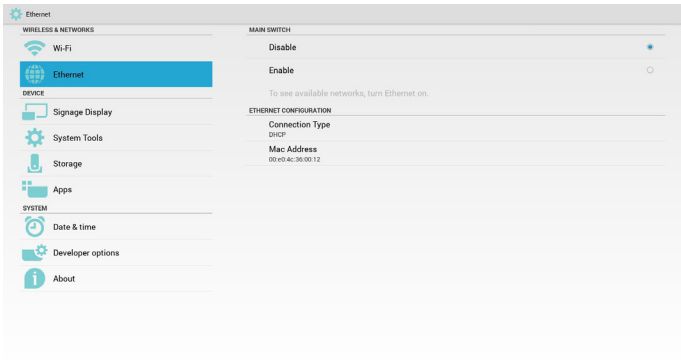 Ethernet
WIRELESS & NETWORKS
Wi-Fi
Ethernet
DEVICE
Signage Display
System Tools
Storage
Apps
SYSTEM
Date & time
Developer options
About
MAIN SWITCH
Disable
Enable
To see available networks, turn Ethernet on.
ETHERNET CONFIGURATION
Connection Type
DHCP
Mac Address
00:e0:4c:36:00:12